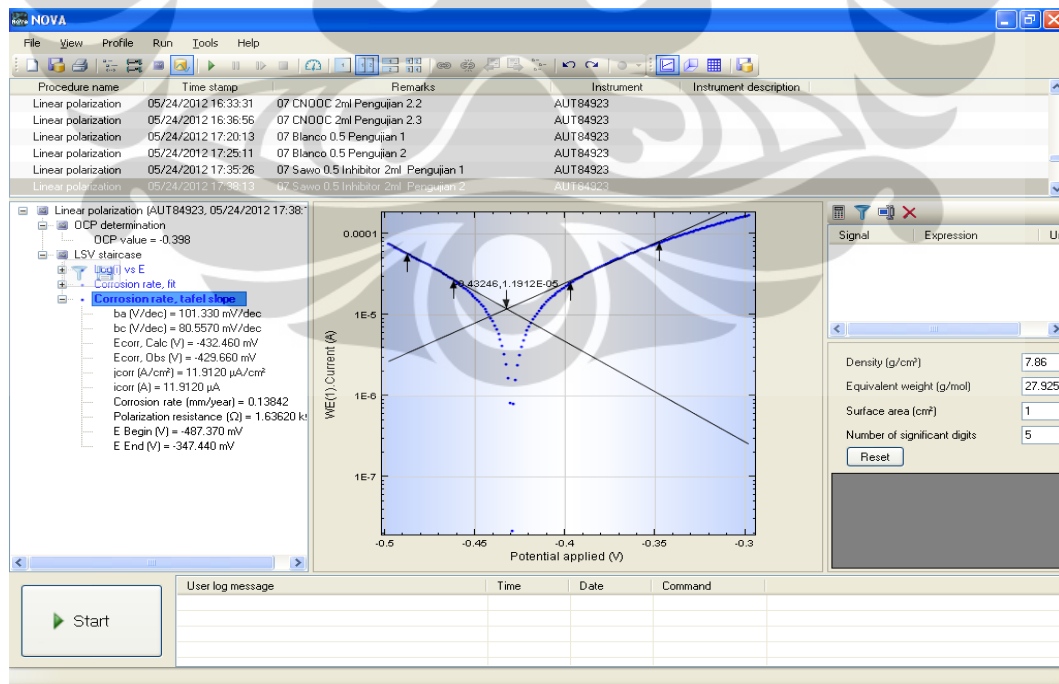 NOVA
File View Profile Run Tools Help
Procedure name Time stamp Remarks Instrument Instrument description
Linear polarization 05/24/2012 16:33:31 07 CNOOC 2ml Pengujian 2.2 AUT84923
Linear polarization 05/24/2012 16:36:56 07 CNOOC 2ml Pengujian 2.3 AUT84923
Linear polarization 05/24/2012 17:20:13 07 Blanco 0.5 Pengujian 1 AUT84923
Linear polarization 05/24/2012 17:25:11 07 Blanco 0.5 Pengujian 2 AUT84923
Linear polarization 05/24/2012 17:35:26 07 Sawo 0.5 Inhibitor 2ml Pengujian 1 AUT84923
Linear polarization 05/24/2012 17:38:13 07 Sawo 0.5 Inhibitor 2ml Pengujian 2 AUT84923
Linear polarization (AUT84923, 05/24/2012 17:38:
OCP determination
OCP value = -0.398
LSV staircase
Log(i) vs E
Corrosion rate, fit
Corrosion rate, tafel slope
ba (V/dec) = 101.330 mV/dec
bc (V/dec) = 80.5570 mV/dec
Ecorr, Calc (V) = -432.460 mV
Ecorr, Obs (V) = -429.660 mV
jcorr (A/cm²) = 11.9120 µA/cm²
icorr (A) = 11.9120 µA
Corrosion rate (mm/year) = 0.13842
Polarization resistance (Ω) = 1.63620 k
E Begin (V) = -487.370 mV
E End (V) = -347.440 mV
WE(1).Current (A)
0.0001
1E-5
1E-6
1E-7
-0.43246,1.1912E-05
-0.5 -0.45 -0.4 -0.35 -0.3
Potential applied (V)
Signal Expression U
Density (g/cm³) 7.86
Equivalent weight (g/mol) 27.925
Surface area (cm²) 1
Number of significant digits 5
Reset
Start
User log message Time Date Command